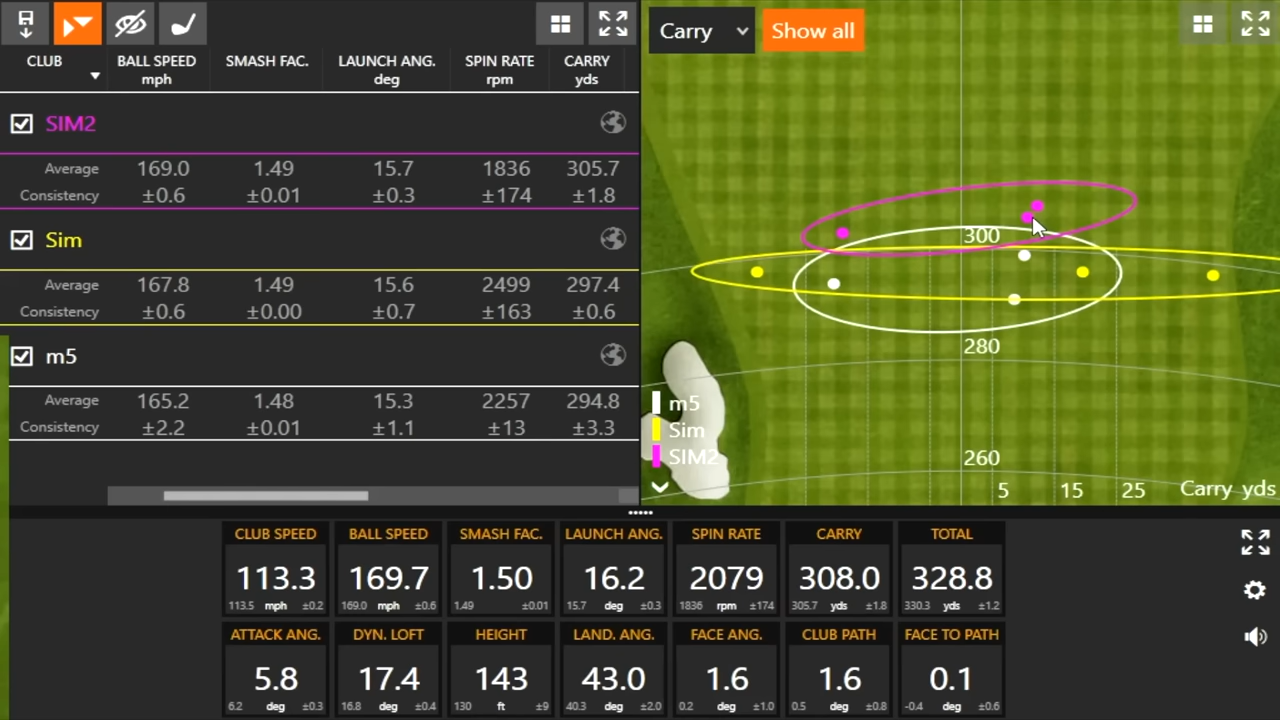 CLUB BALL SPEED SMASH FAC. LAUNCH ANG. SPIN RATE CARRY
mph deg rpm yds
SIM2
Average 169.0 1.49 15.7 1836 305.7
Consistency ±0.6 ±0.01 ±0.3 ±174 ±1.8
Sim
Average 167.8 1.49 15.6 2499 297.4
Consistency ±0.6 ±0.00 ±0.7 ±163 ±0.6
m5
Average 165.2 1.48 15.3 2257 294.8
Consistency ±2.2 ±0.01 ±1.1 ±13 ±3.3
Carry Show all
300
280
m5
Sim
SIM2
260
5 15 25 Carry yds
CLUB SPEED BALL SPEED SMASH FAC. LAUNCH ANG. SPIN RATE CARRY TOTAL
113.3 169.7 1.50 16.2 2079 308.0 328.8
113.5 mph ±0.2 169.0 mph ±0.6 1.49 ±0.01 15.7 deg ±0.3 1836 rpm ±174 305.7 yds ±1.8 330.3 yds ±1.2
ATTACK ANG. DYN. LOFT HEIGHT LAND. ANG. FACE ANG. CLUB PATH FACE TO PATH
5.8 17.4 143 43.0 1.6 1.6 0.1
6.2 deg ±0.3 16.8 deg ±0.4 130 ft ±9 40.3 deg ±2.0 0.2 deg ±1.0 0.5 deg ±0.8 -0.4 deg ±0.6